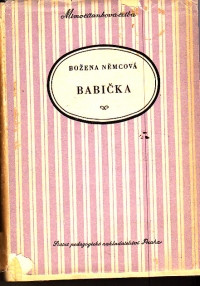 Mimočítanková četba
BOŽENA NĚMCOVÁ
BABIČKA
Státní pedagogické nakladatelství Praha